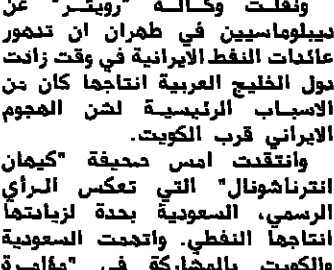 ونقلت وكالة "رويتر" عن
ديبلوماسيين في طهران ان تدهور
عائدات النفط الايرانية في وقت زادت
دول الخليج العربية انتاجها كان من
الاسباب الرئيسية لشن الهجوم
الايراني قرب الكويت.
وانتقدت امس صحيفة "كيهان
انترناشونال" التي تعكس الرأي
الرسمي، السعودية بحدة لزيادتها
انتاجها النفطي. واتهمت السعودية
والكويت بالمشاركة في "مؤامرة